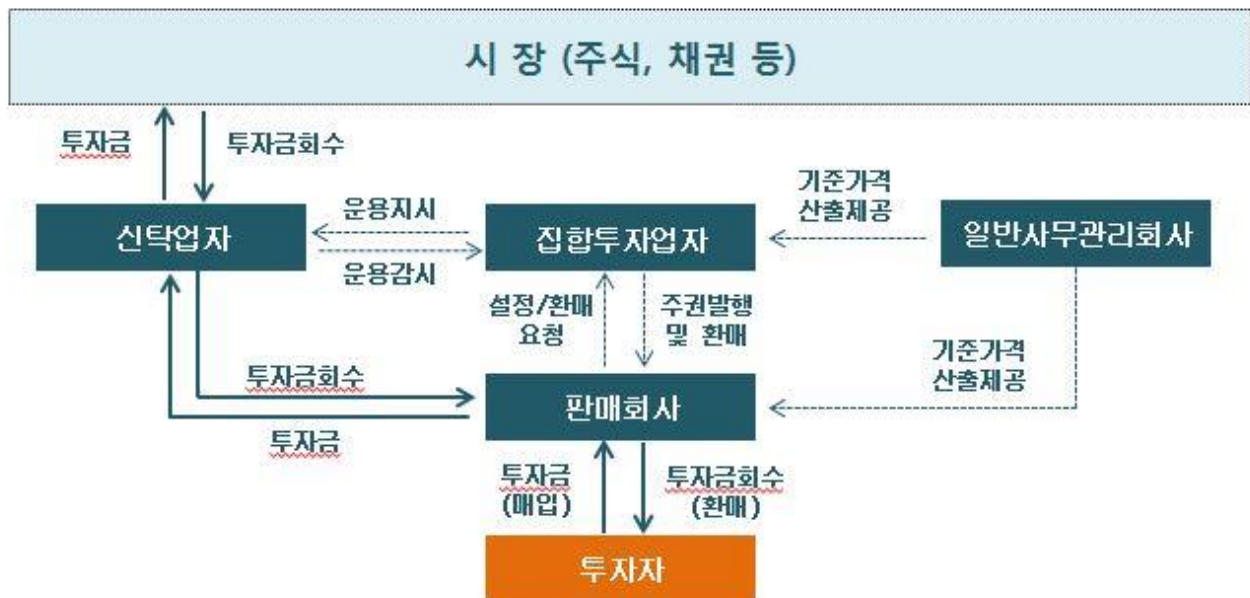 시 장 (주식, 채권 등)
투자금
투자금회수
신탁업자
운용지시
운용감시
집합투자업자
기준가격
산출제공
일반사무관리회사
설정/환매
요청
주권발행
및 환매
기준가격
산출제공
투자금회수
투자금
판매회사
투자금
(매입)
투자금회수
(환매)
투자자